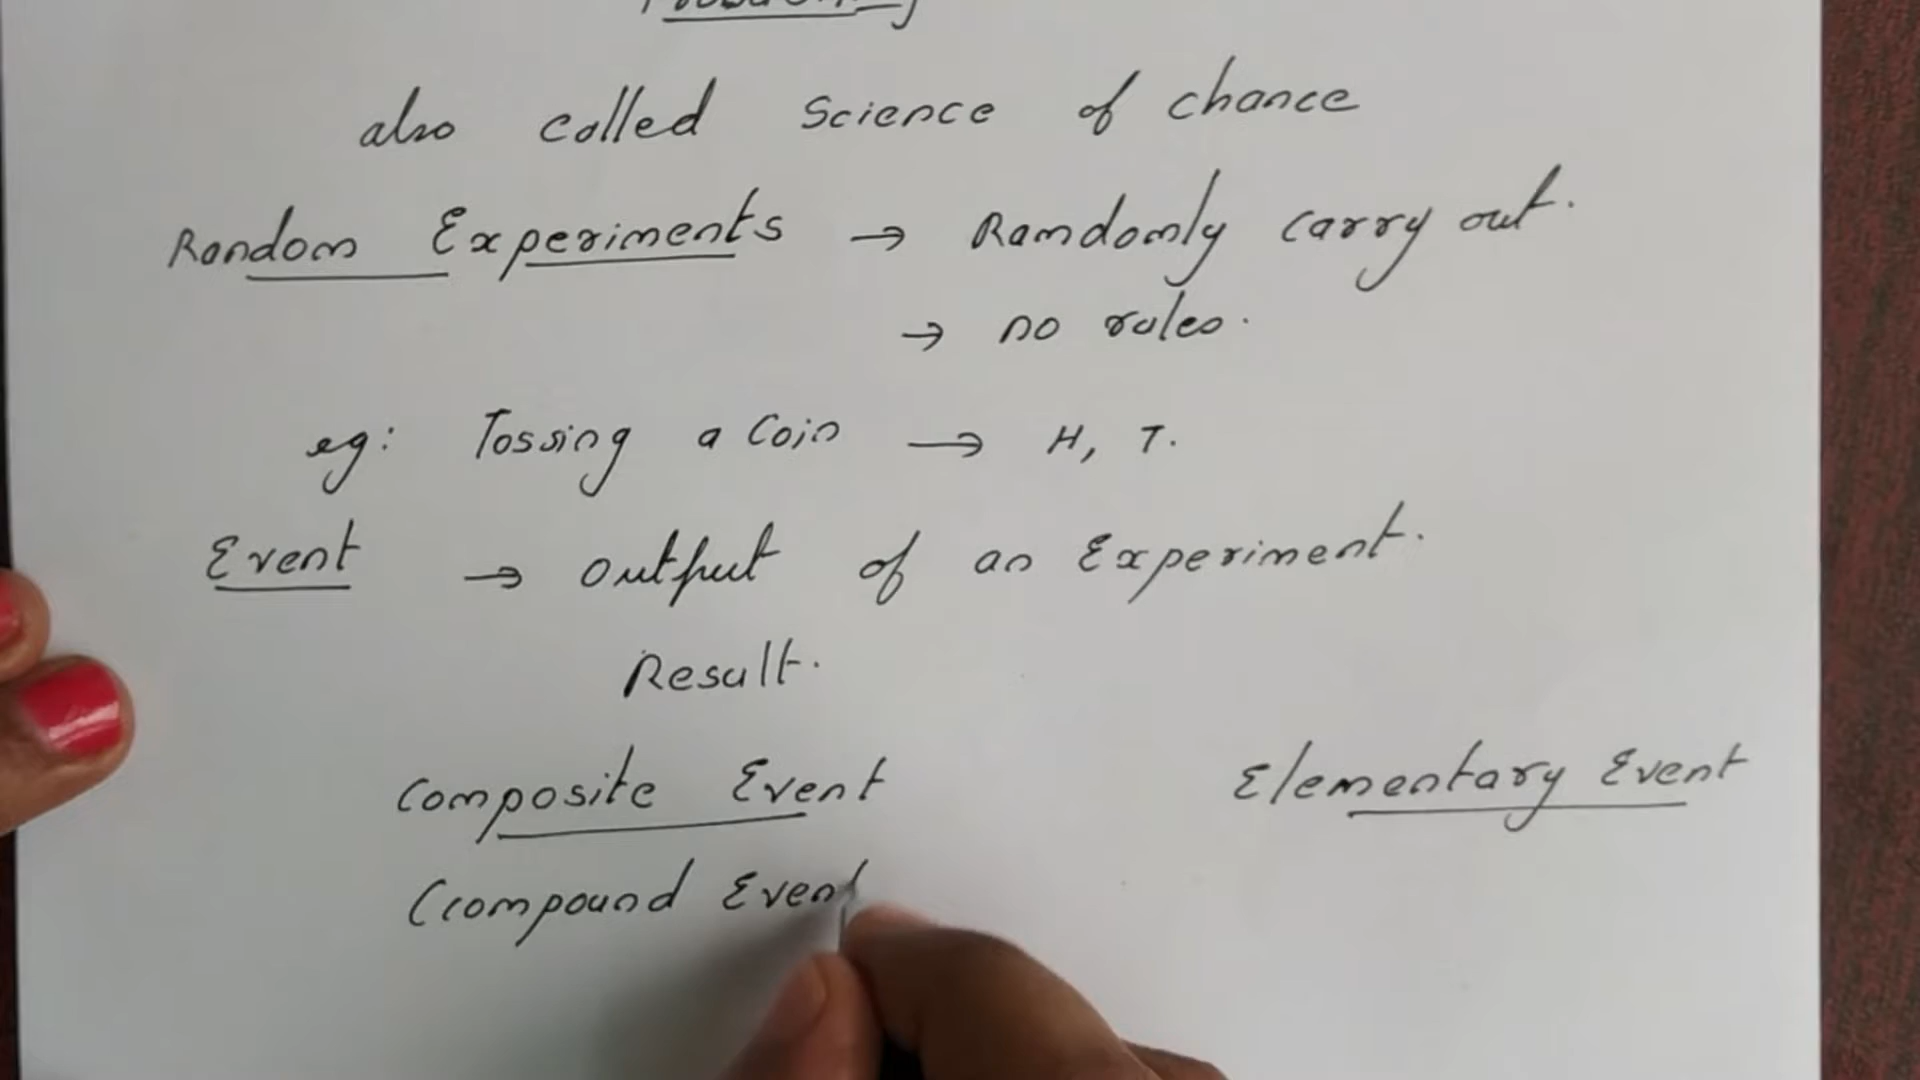 also called Science of chance
Random Experiments → Randomly carry out.
→ no rules.
eg: Tossing a Coin → H, T.
Event → output of an Experiment.
Result.
Composite Event Elementary Event
(compound Event